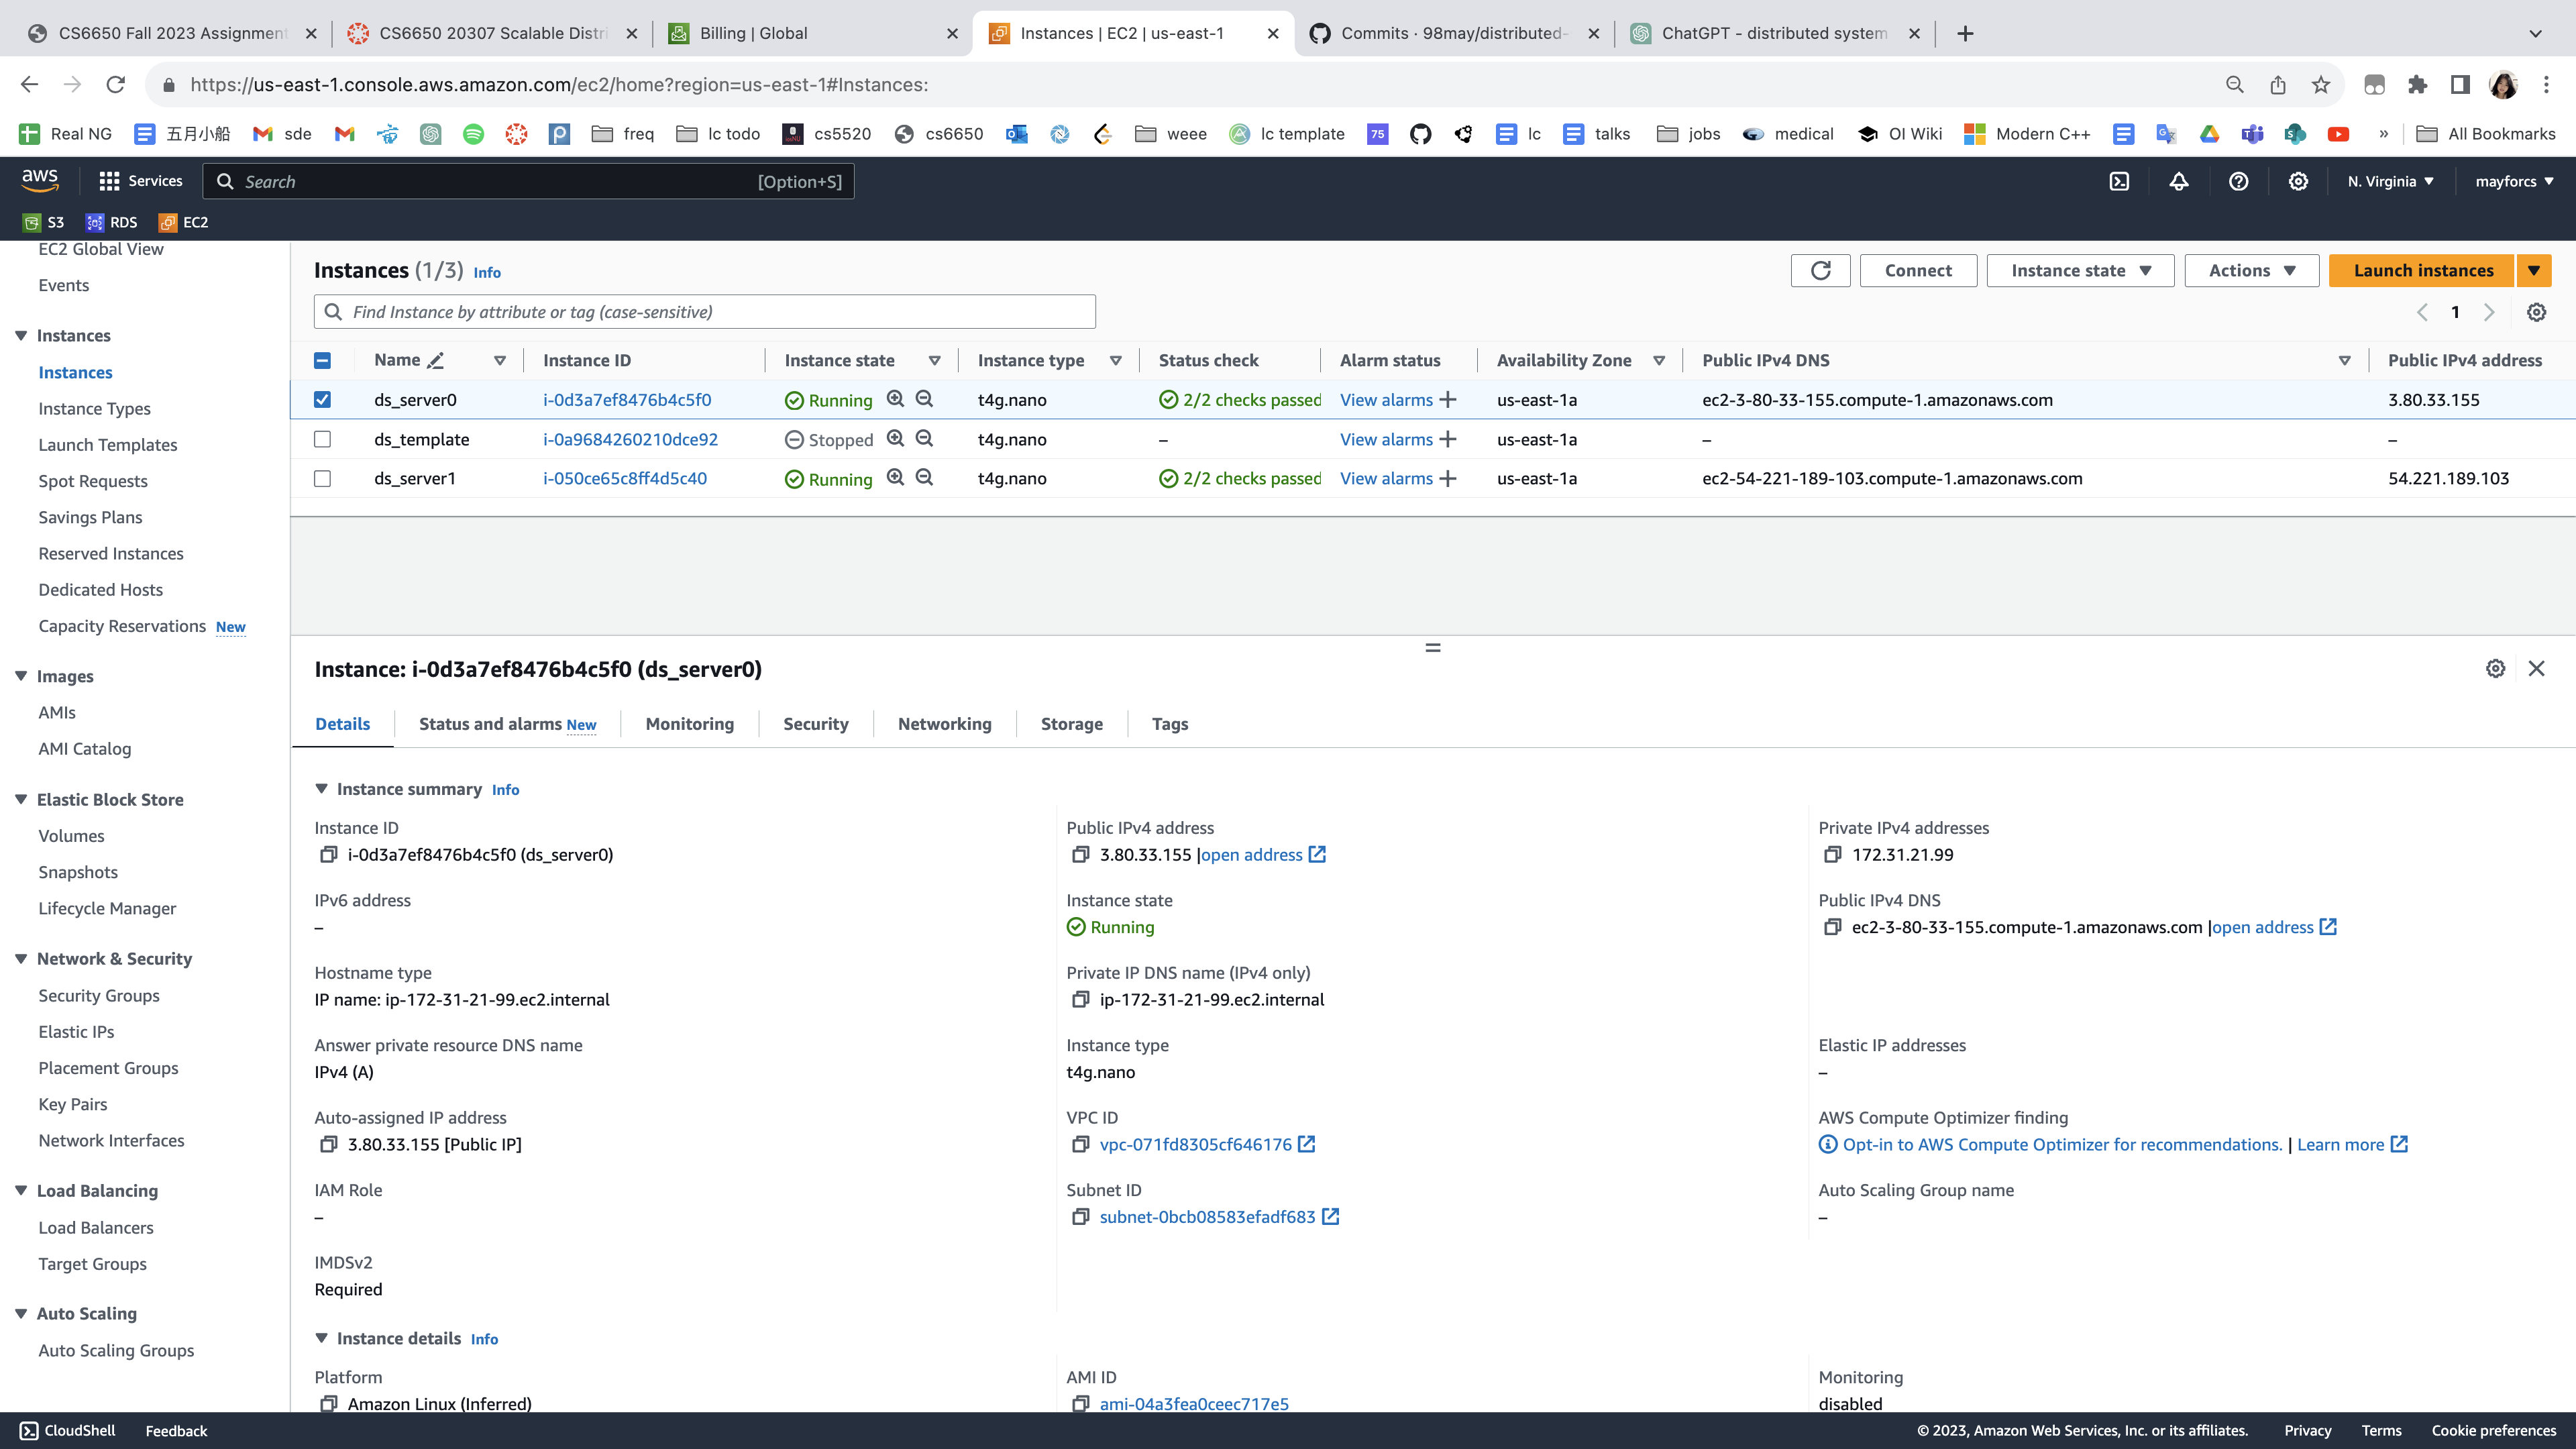 CS6650 Fall 2023 Assignment
CS6650 20307 Scalable Distri
Billing | Global
Instances | EC2 | us-east-1
Commits · 98may/distributed-
ChatGPT - distributed system
https://us-east-1.console.aws.amazon.com/ec2/home?region=us-east-1#Instances:
Real NG
五月小船
sde
freq
lc todo
cs5520
cs6650
weee
lc template
75
lc
talks
jobs
medical
OI Wiki
Modern C++
»
All Bookmarks
aws
Services
Search
[Option+S]
N. Virginia
mayforcs
S3
RDS
EC2
EC2 Global View
Events
Instances
Instances
Instance Types
Launch Templates
Spot Requests
Savings Plans
Reserved Instances
Dedicated Hosts
Capacity Reservations New
Images
AMIs
AMI Catalog
Elastic Block Store
Volumes
Snapshots
Lifecycle Manager
Network & Security
Security Groups
Elastic IPs
Placement Groups
Key Pairs
Network Interfaces
Load Balancing
Load Balancers
Target Groups
Auto Scaling
Auto Scaling Groups
Instances (1/3) Info
Connect
Instance state
Actions
Launch instances
Find Instance by attribute or tag (case-sensitive)
1
Name Instance ID Instance state Instance type Status check Alarm status Availability Zone Public IPv4 DNS Public IPv4 address
ds_server0 i-0d3a7ef8476b4c5f0 Running t4g.nano 2/2 checks passed View alarms + us-east-1a ec2-3-80-33-155.compute-1.amazonaws.com 3.80.33.155
ds_template i-0a9684260210dce92 Stopped t4g.nano – View alarms + us-east-1a – –
ds_server1 i-050ce65c8ff4d5c40 Running t4g.nano 2/2 checks passed View alarms + us-east-1a ec2-54-221-189-103.compute-1.amazonaws.com 54.221.189.103
Instance: i-0d3a7ef8476b4c5f0 (ds_server0)
Details
Status and alarms New
Monitoring
Security
Networking
Storage
Tags
Instance summary Info
Instance ID
i-0d3a7ef8476b4c5f0 (ds_server0)
Public IPv4 address
3.80.33.155 |open address
Private IPv4 addresses
172.31.21.99
IPv6 address
–
Instance state
Running
Public IPv4 DNS
ec2-3-80-33-155.compute-1.amazonaws.com |open address
Hostname type
IP name: ip-172-31-21-99.ec2.internal
Private IP DNS name (IPv4 only)
ip-172-31-21-99.ec2.internal
Answer private resource DNS name
IPv4 (A)
Instance type
t4g.nano
Elastic IP addresses
–
Auto-assigned IP address
3.80.33.155 [Public IP]
VPC ID
vpc-071fd8305cf646176
AWS Compute Optimizer finding
Opt-in to AWS Compute Optimizer for recommendations. | Learn more
IAM Role
–
Subnet ID
subnet-0bcb08583efadf683
Auto Scaling Group name
–
IMDSv2
Required
Instance details Info
Platform
Amazon Linux (Inferred)
AMI ID
ami-04a3fea0ceec717e5
Monitoring
disabled
CloudShell
Feedback
© 2023, Amazon Web Services, Inc. or its affiliates.
Privacy
Terms
Cookie preferences